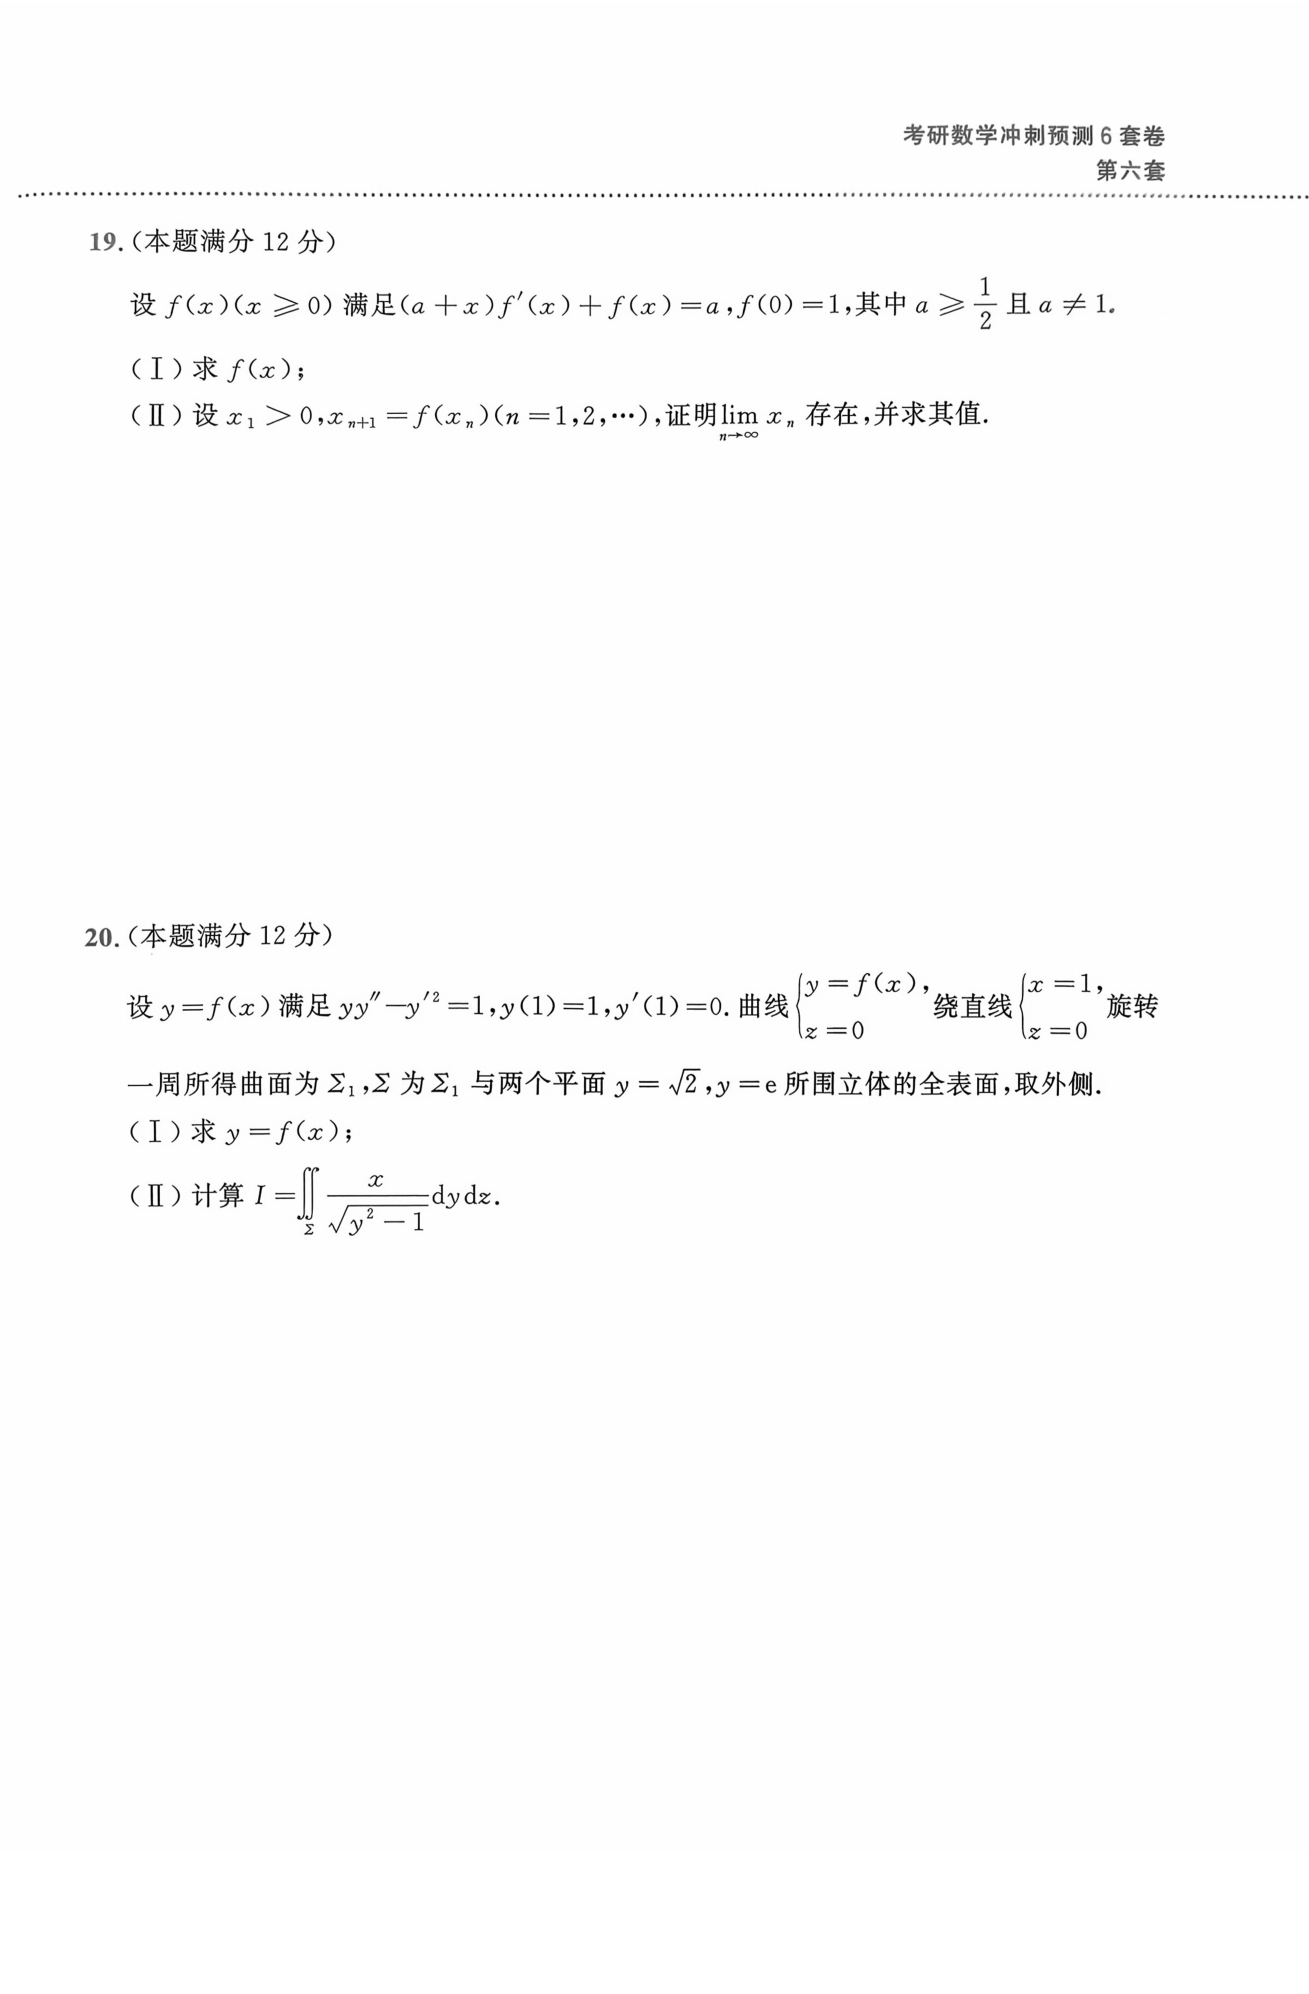 考研数学冲刺预测6套卷
第六套
19.(本题满分12分)
设 f(x)(x ⩾ 0) 满足(a+x)f′(x)+f(x)=a,f(0)=1,其中 a ⩾ 1/2 且 a ≠ 1.
(Ⅰ)求 f(x);
(Ⅱ)设 x₁ > 0,xₙ₊₁ = f(xₙ)(n=1,2,⋯),证明 lim_{n→∞} xₙ 存在,并求其值.
20.(本题满分12分)
设 y=f(x) 满足 yy″−y′²=1,y(1)=1,y′(1)=0. 曲线 {y=f(x), z=0 绕直线 {x=1, z=0 旋转
一周所得曲面为 Σ₁,Σ 为 Σ₁ 与两个平面 y=√2,y=e 所围立体的全表面,取外侧.
(Ⅰ)求 y=f(x);
(Ⅱ)计算 I=∬_Σ x/√(y²−1) dydz.